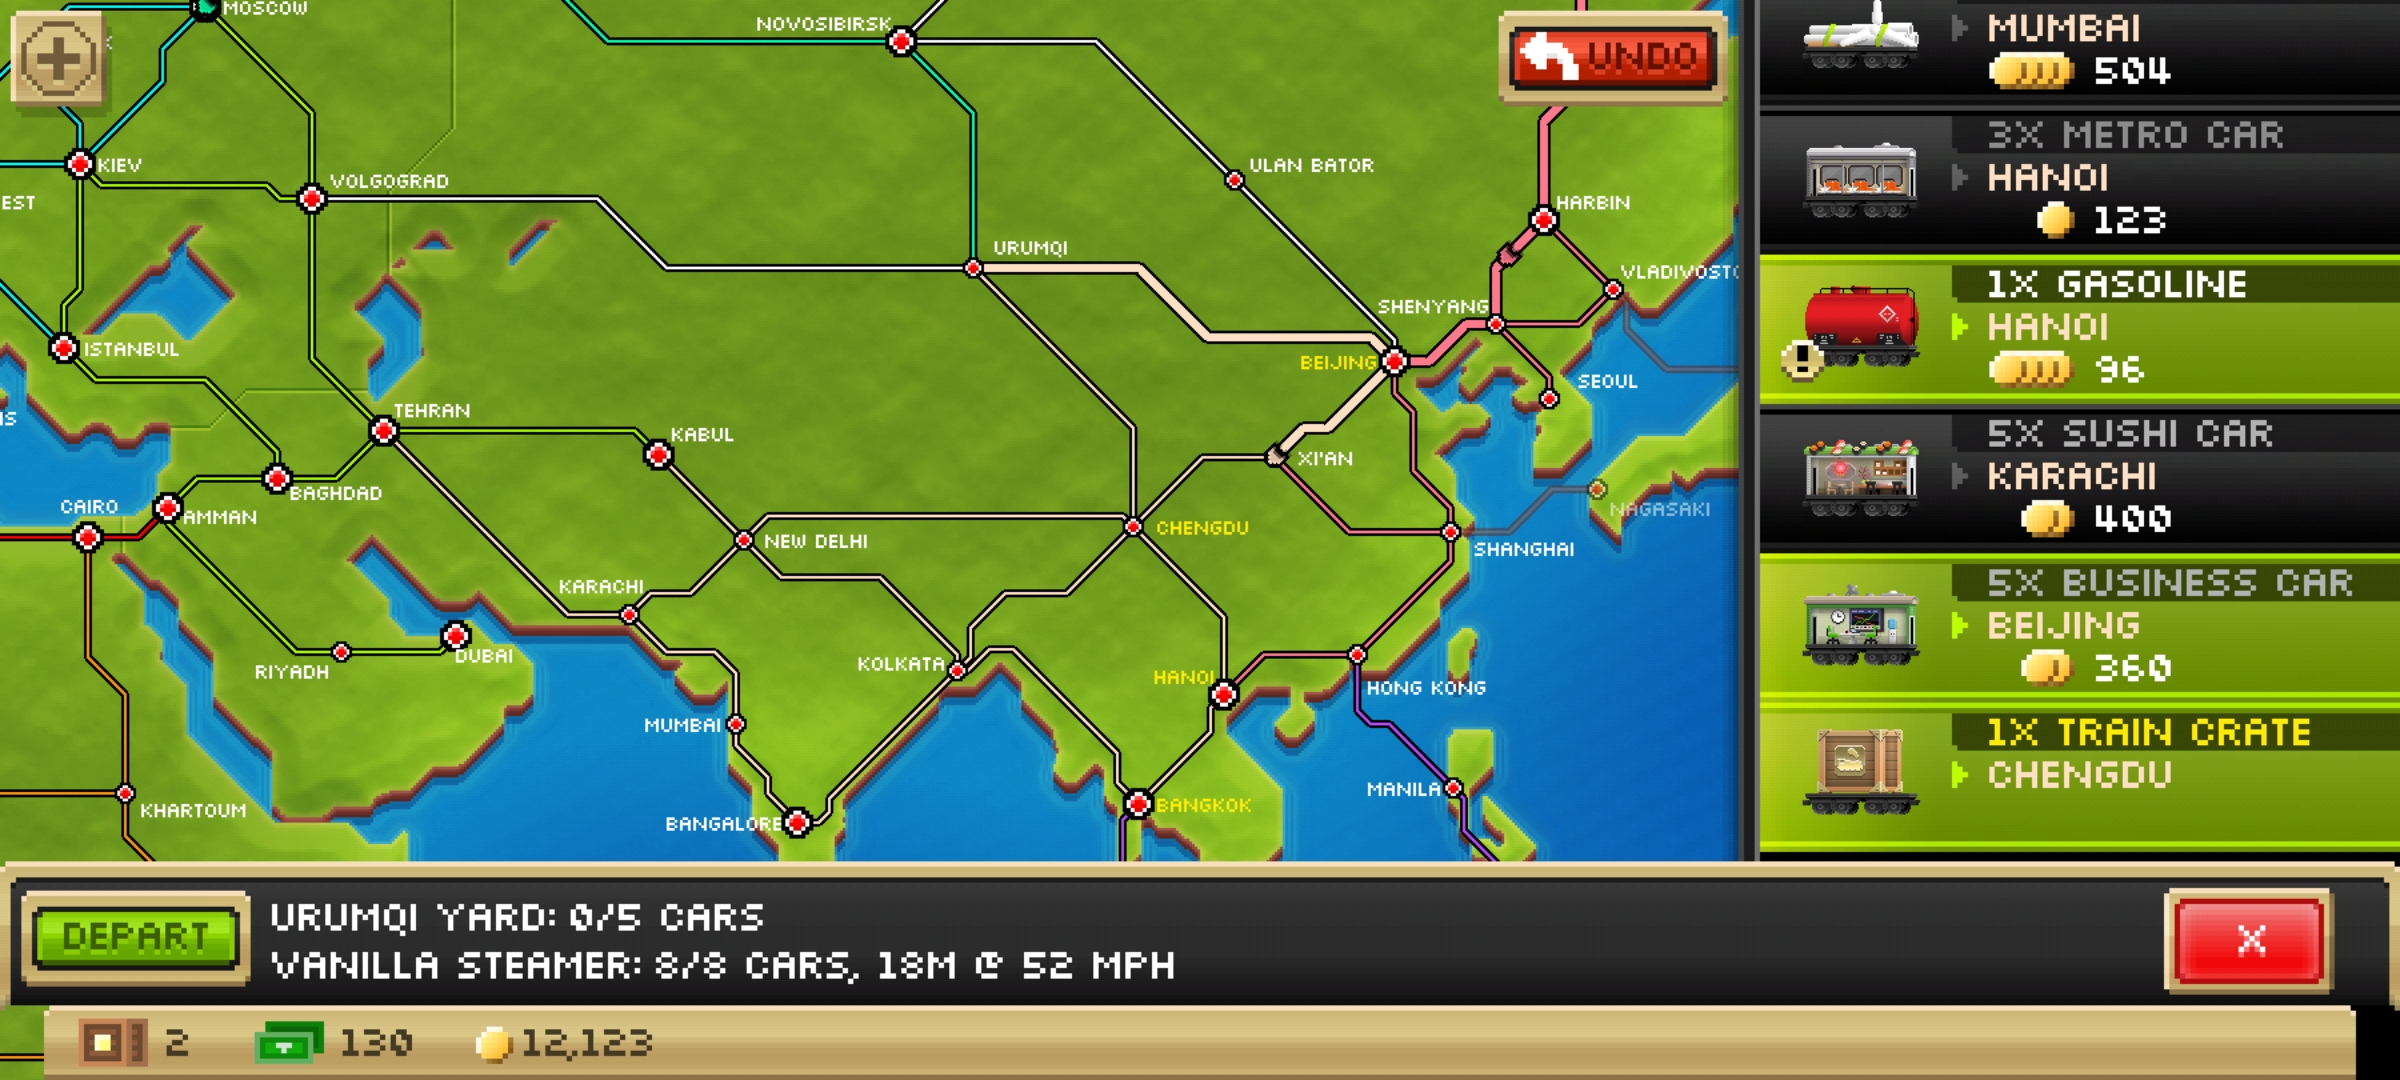 MOSCOW
NOVOSIBIRSK
UNDO
KIEV
VOLGOGRAD
ULAN BATOR
EST
HARBIN
URUMQI
VLADIVOSTO
SHENYANG
ISTANBUL
BEIJING
SEOUL
TEHRAN
KABUL
XI'AN
BAGHDAD
CAIRO
AMMAN
NAGASAKI
CHENGDU
NEW DELHI
SHANGHAI
KARACHI
DUBAI
RIYADH
KOLKATA
HANOI
HONG KONG
MUMBAI
MANILA
KHARTOUM
BANGKOK
BANGALORE
MUMBAI
504
3X METRO CAR
HANOI
123
1X GASOLINE
HANOI
96
5X SUSHI CAR
KARACHI
400
5X BUSINESS CAR
BEIJING
360
1X TRAIN CRATE
CHENGDU
DEPART
URUMQI YARD: 0/5 CARS
VANILLA STEAMER: 8/8 CARS, 18M @ 52 MPH
X
2
130
12,123